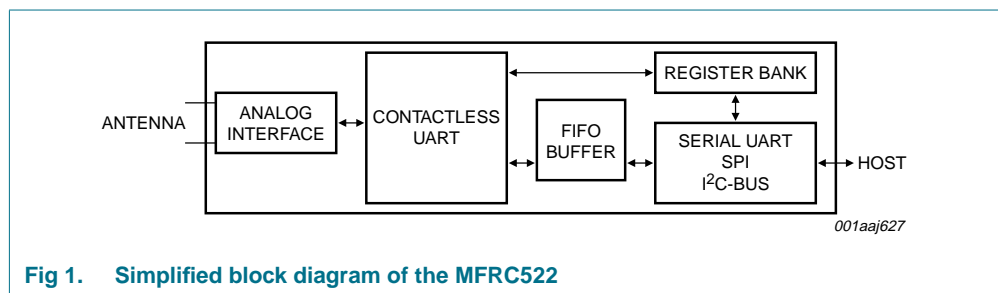 ANTENNA
ANALOG
INTERFACE
CONTACTLESS
UART
FIFO
BUFFER
REGISTER BANK
SERIAL UART
SPI
I²C-BUS
HOST
001aaj627
Fig 1. Simplified block diagram of the MFRC522